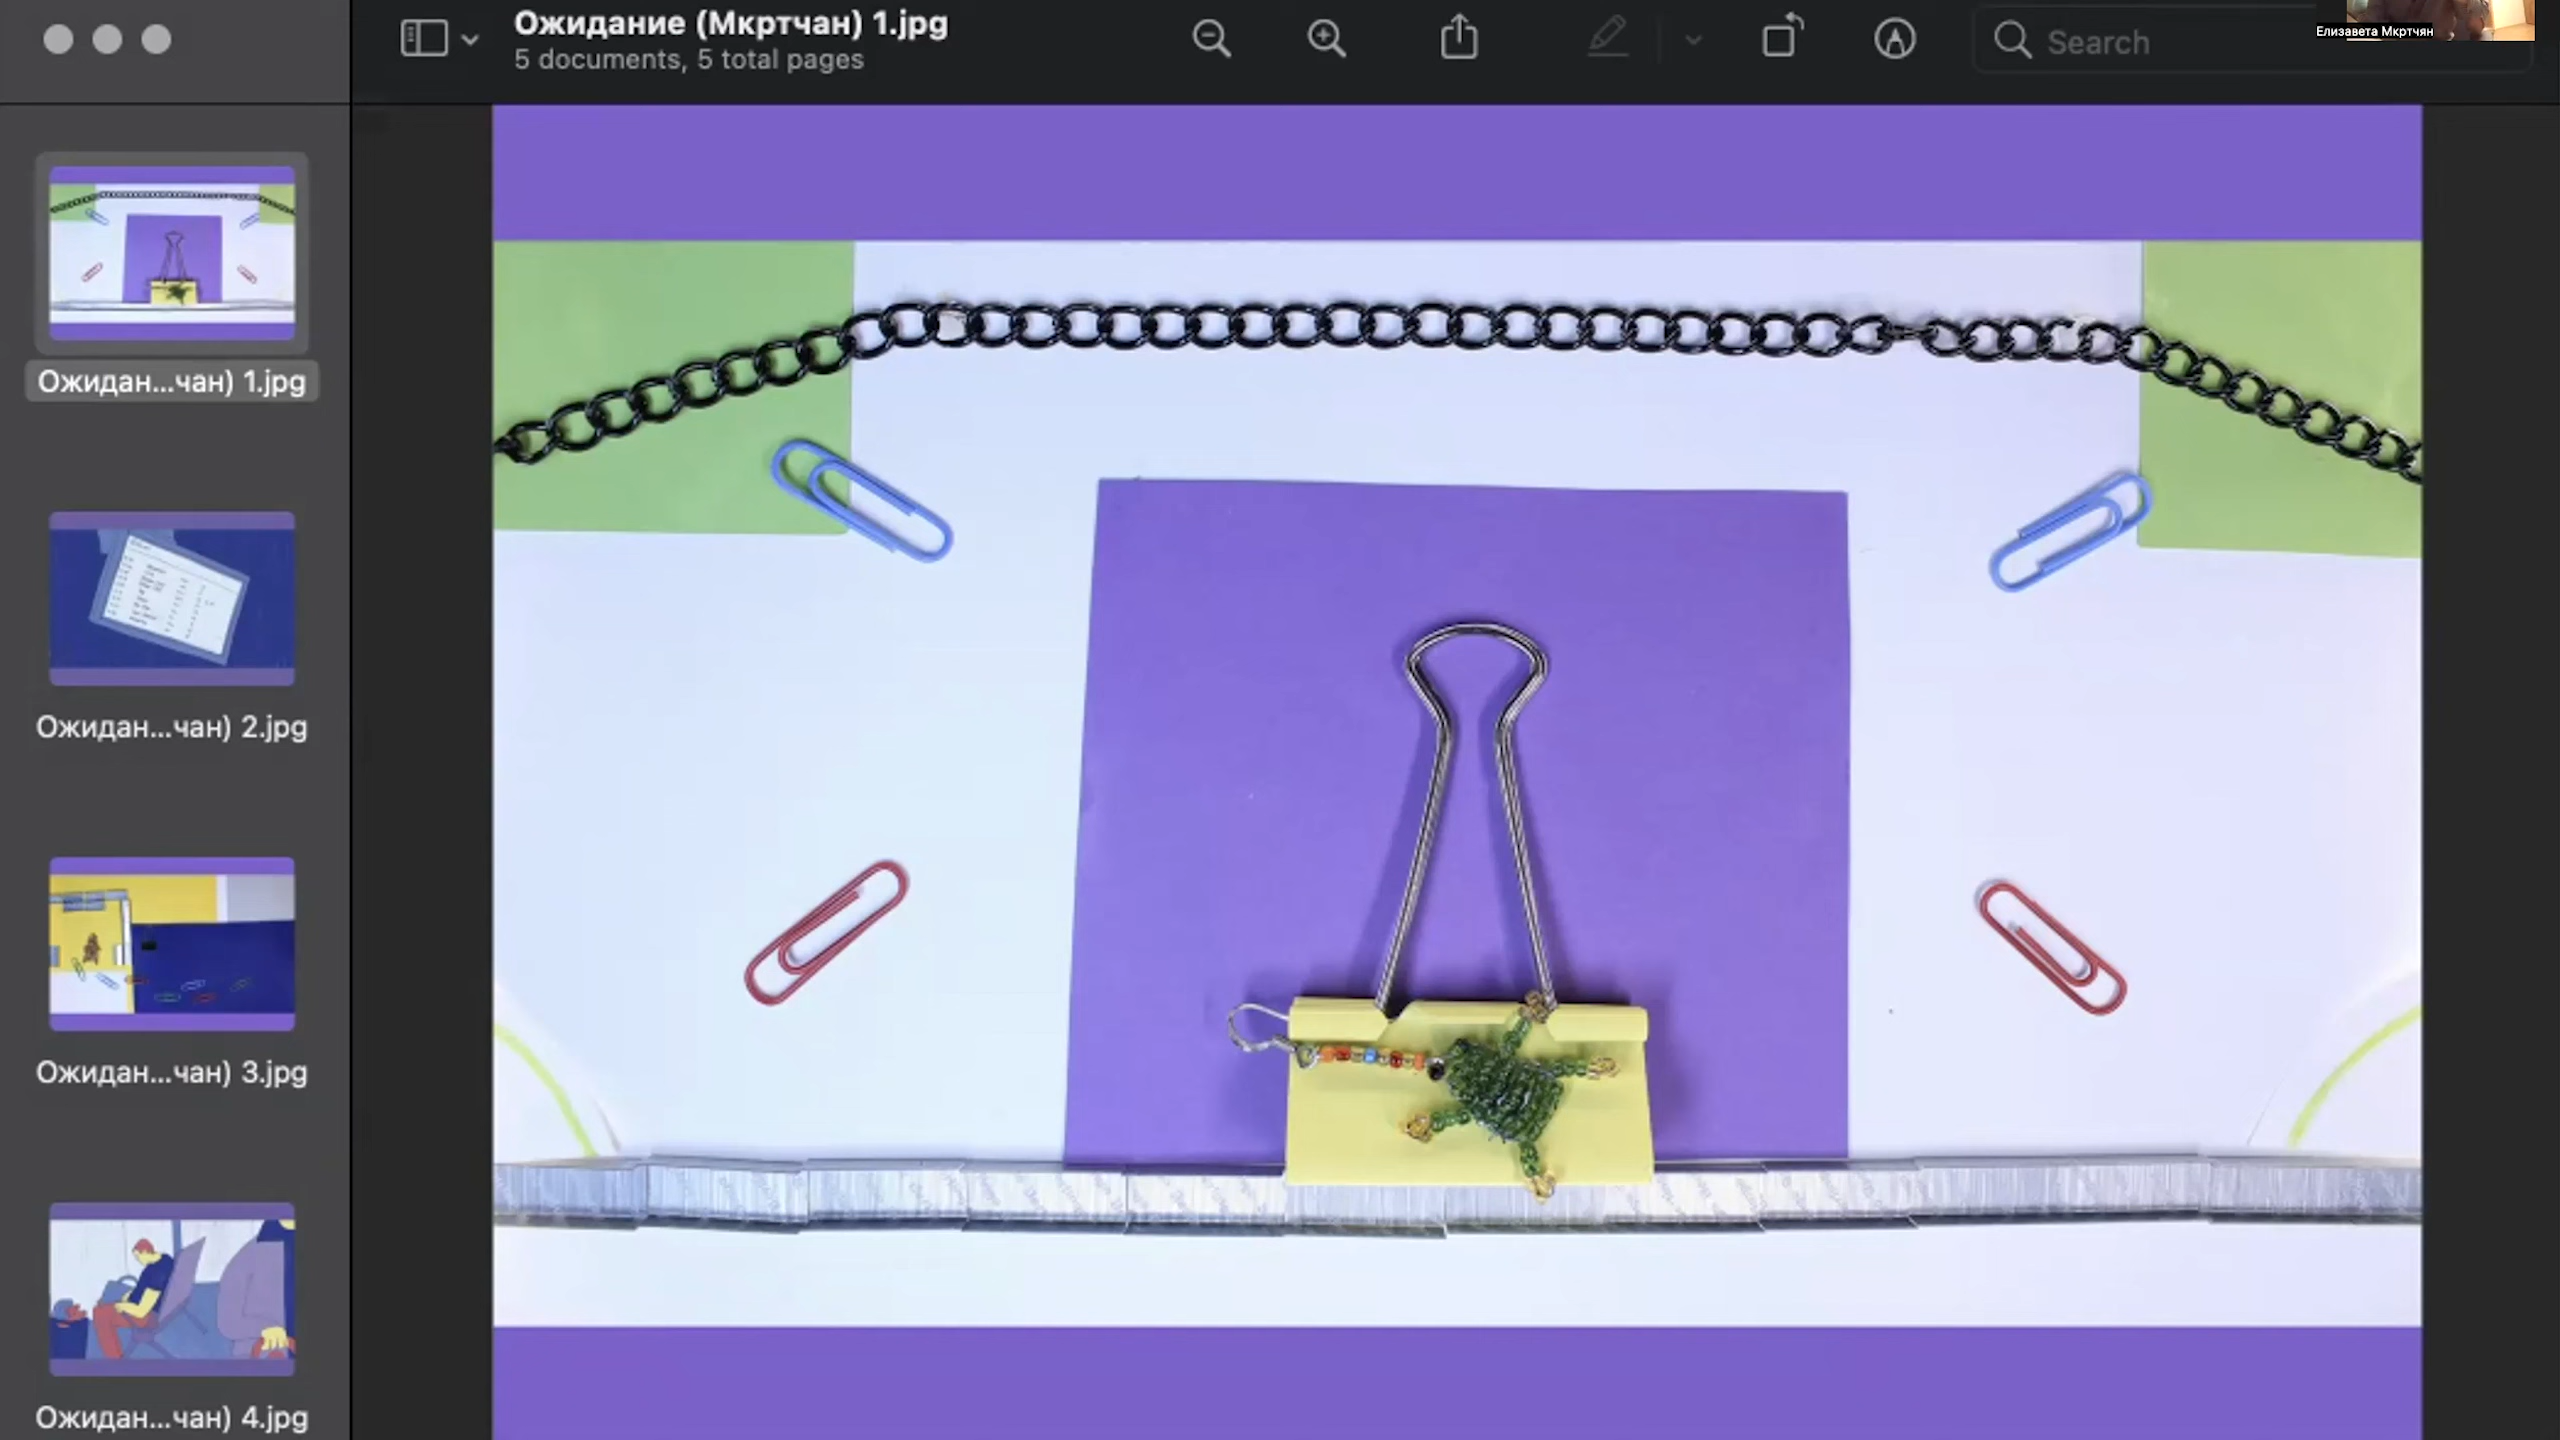 Ожидание (Мкртчан) 1.jpg
5 documents, 5 total pages
Search
Елизавета Мкртчян
Ожидан...чан) 1.jpg
Ожидан...чан) 2.jpg
Ожидан...чан) 3.jpg
Ожидан...чан) 4.jpg